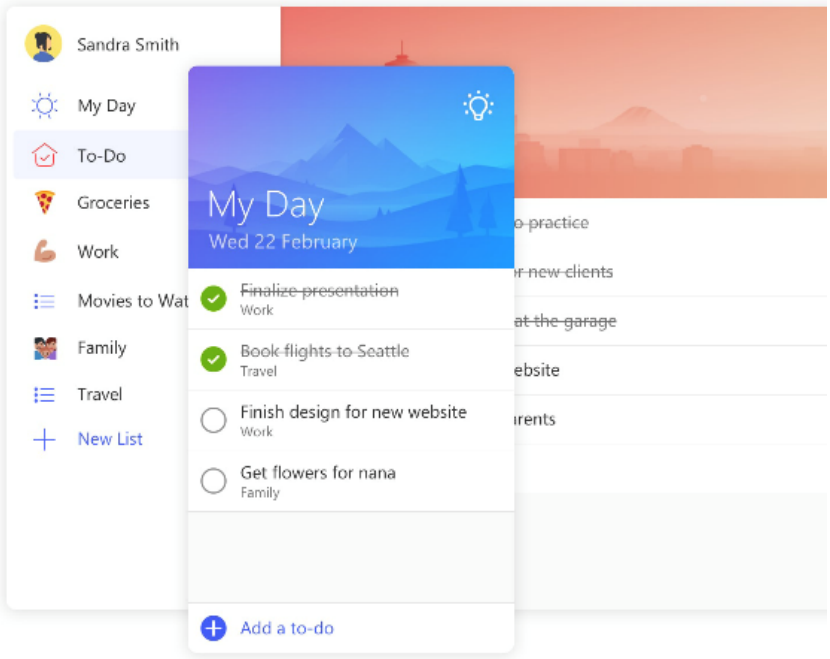 Sandra Smith
My Day
To-Do
Groceries
Work
Movies to Wat
Family
Travel
New List
My Day
Wed 22 February
Finalize presentation
Work
Book flights to Seattle
Travel
Finish design for new website
Work
Get flowers for nana
Family
Add a to-do
o practice
r new clients
at the garage
ebsite
rents